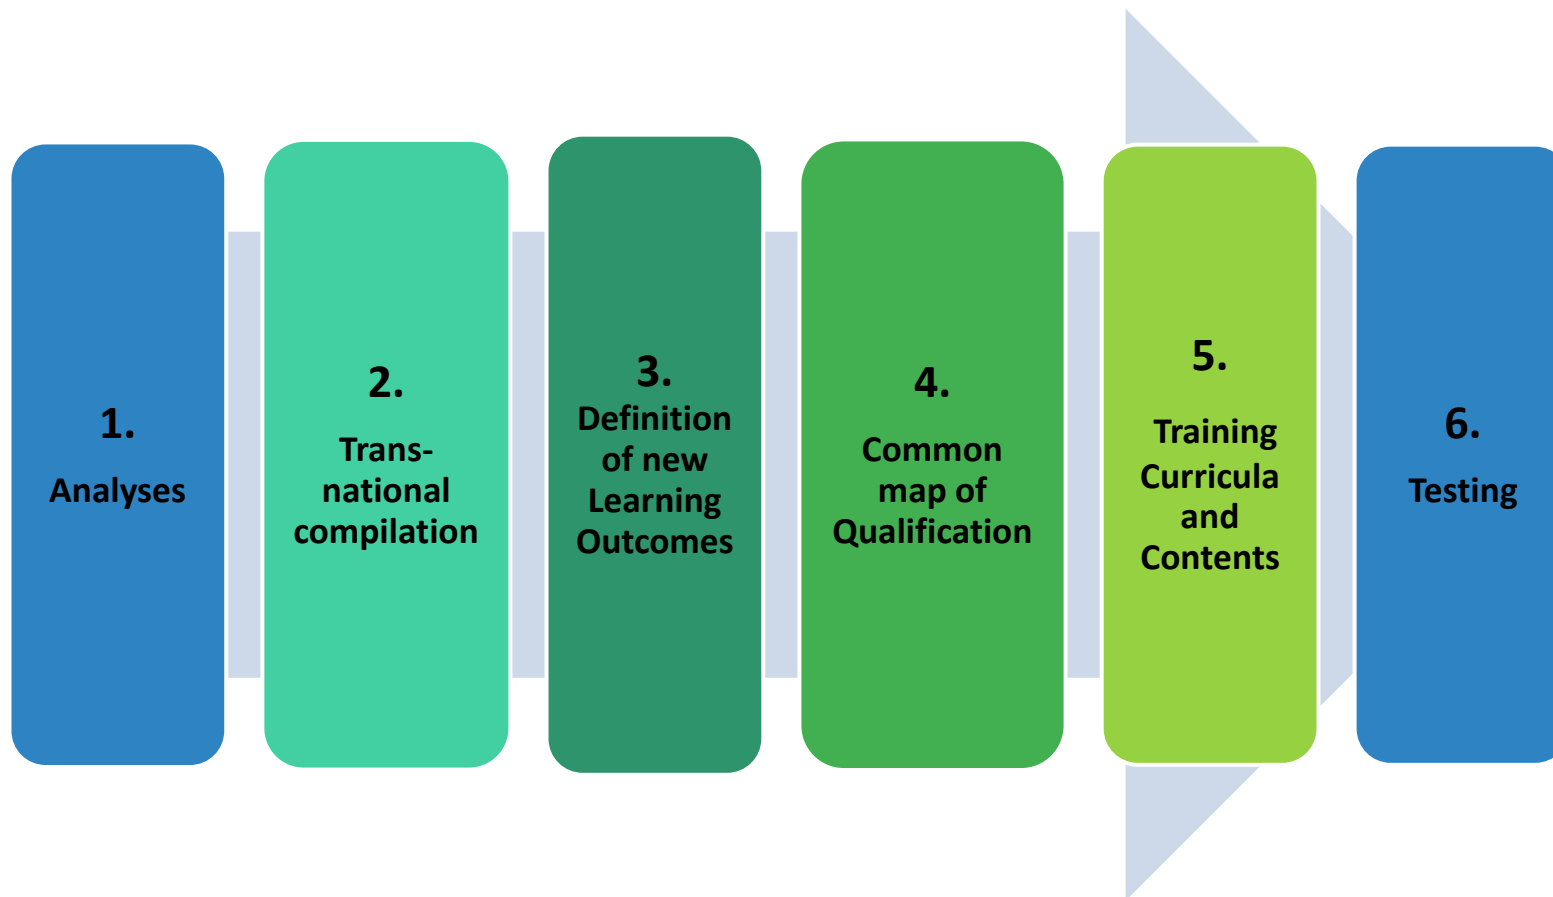 1.
Analyses
2.
Trans-
national
compilation
3.
Definition
of new
Learning
Outcomes
4.
Common
map of
Qualification
5.
Training
Curricula
and
Contents
6.
Testing